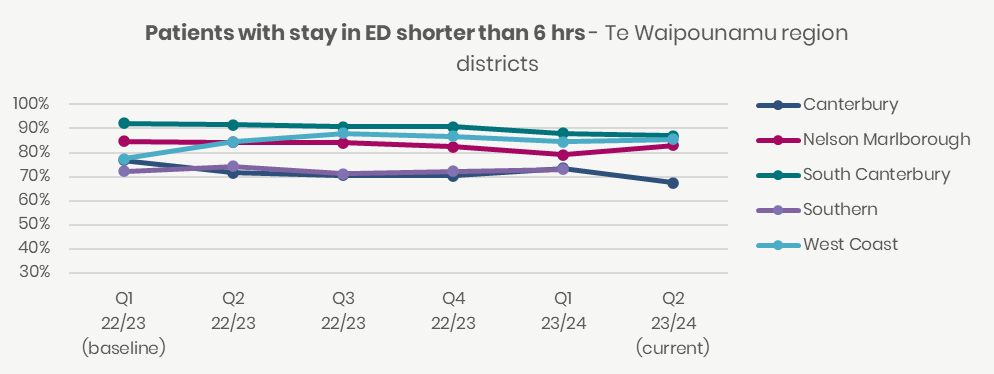 Patients with stay in ED shorter than 6 hrs - Te Waipounamu region
districts
100%
90%
80%
70%
60%
50%
40%
30%
Q1
22/23
(baseline)
Q2
22/23
Q3
22/23
Q4
22/23
Q1
23/24
Q2
23/24
(current)
Canterbury
Nelson Marlborough
South Canterbury
Southern
West Coast